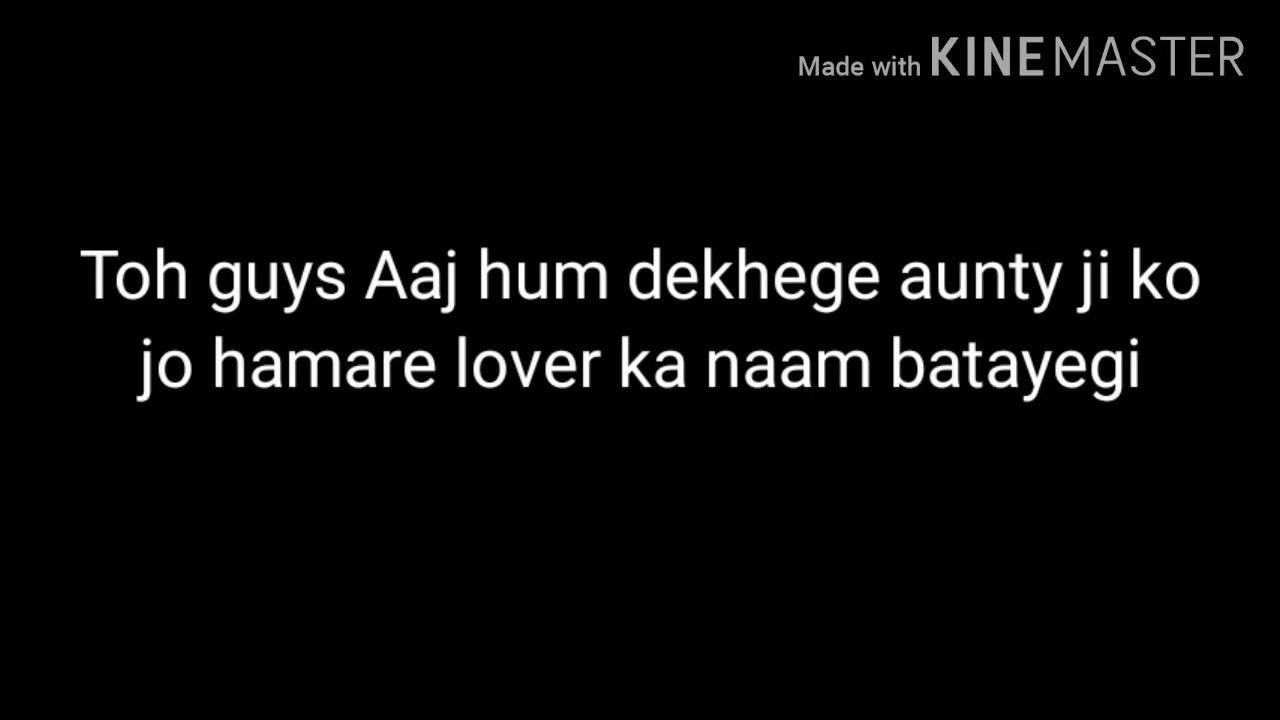 Made with KINEMASTER
Toh guys Aaj hum dekhege aunty ji ko
jo hamare lover ka naam batayegi